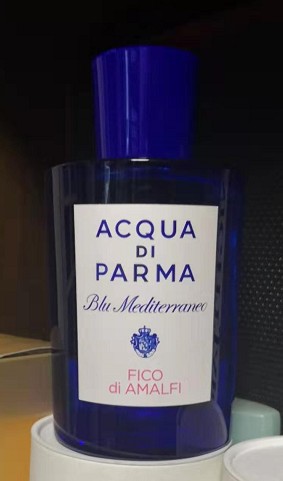 ACQUA
DI
PARMA
Blu Mediterraneo
FICO
di AMALFI